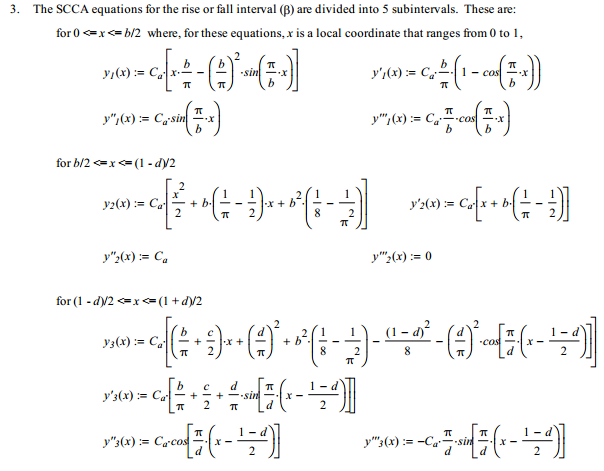 3. The SCCA equations for the rise or fall interval (β) are divided into 5 subintervals. These are:
for 0 <= x <= b/2 where, for these equations, x is a local coordinate that ranges from 0 to 1,
y₁(x) := Cₐ·[x·b/π − (b/π)²·sin(π/b·x)] y'₁(x) := Cₐ·b/π·(1 − cos(π/b·x))
y''₁(x) := Cₐ·sin(π/b·x) y'''₁(x) := Cₐ·π/b·cos(π/b·x)
for b/2 <= x <= (1 - d)/2
y₂(x) := Cₐ·[x²/2 + b·(1/π − 1/2)·x + b²·(1/8 − 1/π²)] y'₂(x) := Cₐ·[x + b·(1/π − 1/2)]
y''₂(x) := Cₐ y'''₂(x) := 0
for (1 - d)/2 <= x <= (1 + d)/2
y₃(x) := Cₐ·[(b/π + c/2)·x + (d/π)² + b²·(1/8 − 1/π²) − (1 − d)²/8 − (d/π)²·cos[π/d·(x − (1 − d)/2)]]
y'₃(x) := Cₐ·[b/π + c/2 + d/π·sin[π/d·(x − (1 − d)/2)]]
y''₃(x) := Cₐ·cos[π/d·(x − (1 − d)/2)] y'''₃(x) := −Cₐ·π/d·sin[π/d·(x − (1 − d)/2)]